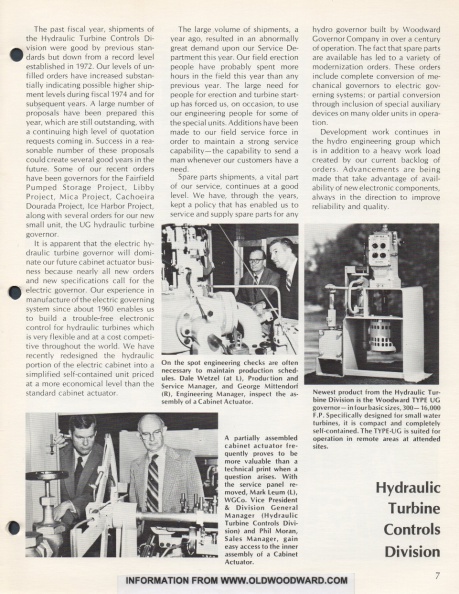 The past fiscal year, shipments of
the Hydraulic Turbine Controls Di-
vision were good by previous stan-
dards but down from a record level
established in 1972. Our levels of un-
filled orders have increased substan-
tially indicating possible higher ship-
ment levels during fiscal 1974 and for
subsequent years. A large number of
proposals have been prepared this
year, which are still outstanding, with
a continuing high level of quotation
requests coming in. Success in a rea-
sonable number of these proposals
could create several good years in the
future. Some of our recent orders
have been governors for the Fairfield
Pumped Storage Project, Libby
Project, Mica Project, Cachoeira
Dourada Project, Ice Harbor Project,
along with several orders for our new
small unit, the UG hydraulic turbine
governor.
It is apparent that the electric hy-
draulic turbine governor will domi-
nate our future cabinet actuator busi-
ness because nearly all new orders
and new specifications call for the
electric governor. Our experience in
manufacture of the electric governing
system since about 1960 enables us
to build a trouble-free electronic
control for hydraulic turbines which
is very flexible and at a cost competi-
tive throughout the world. We have
recently redesigned the hydraulic
portion of the electric cabinet into a
simplified self-contained unit priced
at a more economical level than the
standard cabinet actuator.
The large volume of shipments, a
year ago, resulted in an abnormally
great demand upon our Service De-
partment this year. Our field erection
people have probably spent more
hours in the field this year than any
previous year. The large need for
people for erection and turbine start-
up has forced us, on occasion, to use
our engineering people for some of
the special units. Additions have been
made to our field service force in
order to maintain a strong service
capability—the capability to send a
man whenever our customers have a
need.
Spare parts shipments, a vital part
of our service, continues at a good
level. We have, through the years,
kept a policy that has enabled us to
service and supply spare parts for any
hydro governor built by Woodward
Governor Company in over a century
of operation. The fact that spare parts
are available has led to a variety of
modernization orders. These orders
include complete conversion of me-
chanical governors to electric gov-
erning systems; or partial conversion
through inclusion of special auxiliary
devices on many older units in opera-
tion.
Development work continues in
the hydro engineering group which
is in addition to a heavy work load
created by our current backlog of
orders. Advancements are being
made that take advantage of avail-
ability of new electronic components,
always in the direction to improve
reliability and quality.
On the spot engineering checks are often
necessary to maintain production sched-
ules. Dale Wetzel (at L), Production and
Service Manager, and George Mittendorf
(R), Engineering Manager, inspect the as-
sembly of a Cabinet Actuator.
Newest product from the Hydraulic Tur-
bine Division is the Woodward TYPE UG
governor—in four basic sizes, 300—16,000
F.P. Specifically designed for small water
turbines, it is compact and completely
self-contained. The TYPE-UG is suited for
operation in remote areas at attended
sites.
A partially assembled
cabinet actuator fre-
quently proves to be
more valuable than a
technical print when a
question arises. With
the service panel re-
moved, Mark Leum (L),
WGCo. Vice President
& Division General
Manager (Hydraulic
Turbine Controls Divi-
sion) and Phil Moran,
Sales Manager, gain
easy access to the inner
assembly of a Cabinet
Actuator.
Hydraulic
Turbine
Controls
Division
7
INFORMATION FROM WWW.OLDWOODWARD.COM